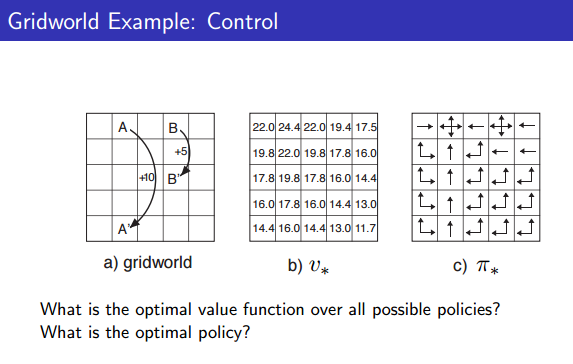 Gridworld Example: Control
A B
+5
+10 B'
A'
22.0 24.4 22.0 19.4 17.5
19.8 22.0 19.8 17.8 16.0
17.8 19.8 17.8 16.0 14.4
16.0 17.8 16.0 14.4 13.0
14.4 16.0 14.4 13.0 11.7
a) gridworld b) v* c) π*
What is the optimal value function over all possible policies?
What is the optimal policy?